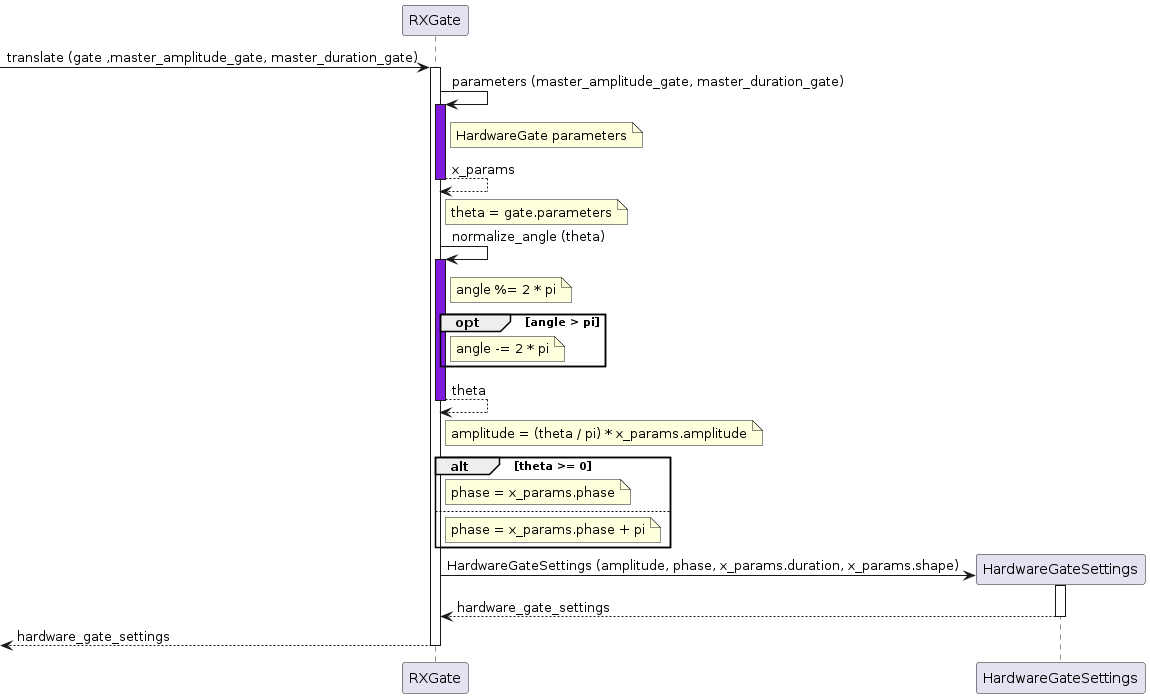 RXGate
translate (gate ,master_amplitude_gate, master_duration_gate)
parameters (master_amplitude_gate, master_duration_gate)
HardwareGate parameters
x_params
theta = gate.parameters
normalize_angle (theta)
angle %= 2 * pi
opt [angle > pi]
angle -= 2 * pi
theta
amplitude = (theta / pi) * x_params.amplitude
alt [theta >= 0]
phase = x_params.phase
phase = x_params.phase + pi
HardwareGateSettings (amplitude, phase, x_params.duration, x_params.shape)
HardwareGateSettings
hardware_gate_settings
hardware_gate_settings
RXGate
HardwareGateSettings